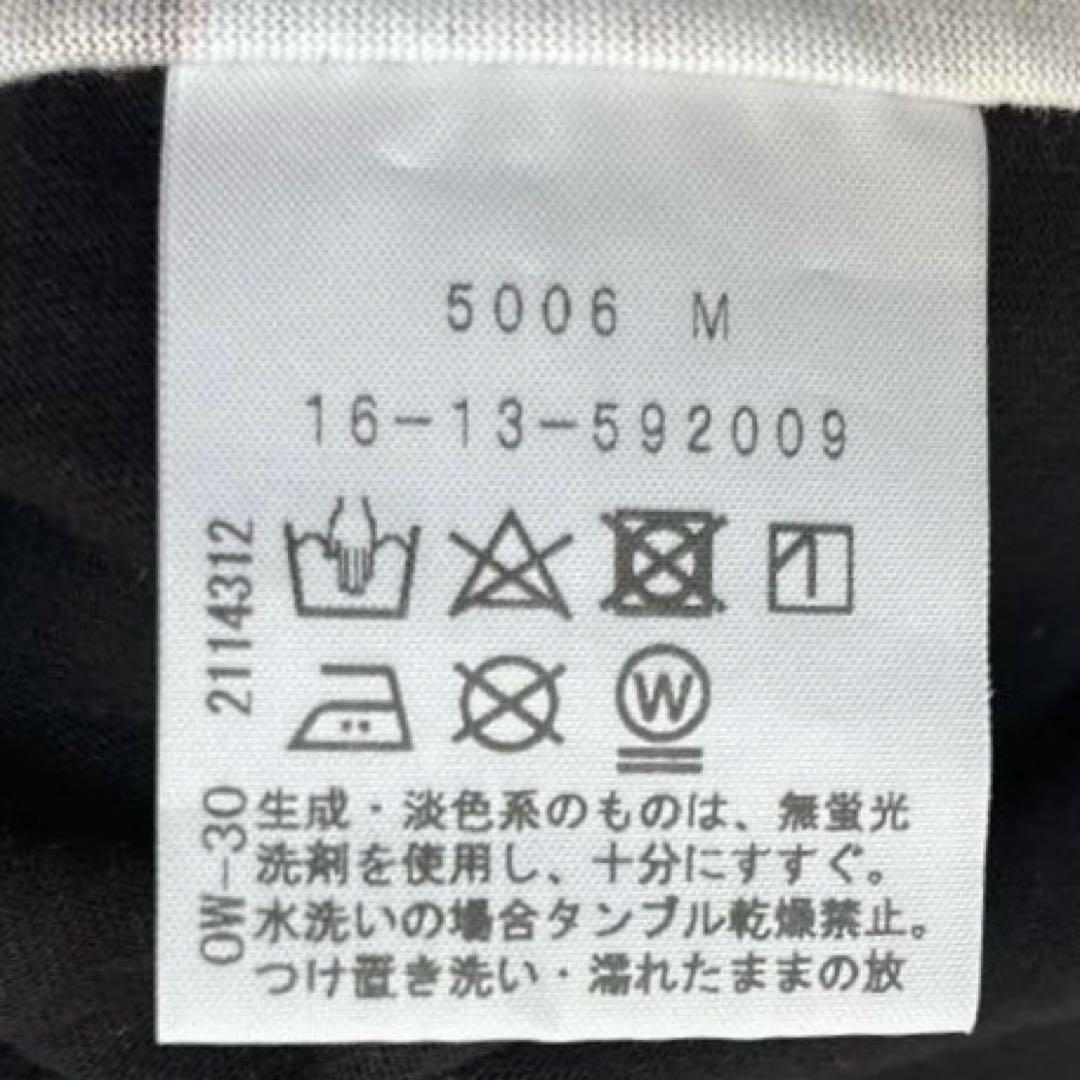 5006 M
16-13-592009
2114312
W
OW-30
生成・淡色系のものは、無蛍光
洗剤を使用し、十分にすすぐ。
水洗いの場合タンブル乾燥禁止。
つけ置き洗い・濡れたままの放